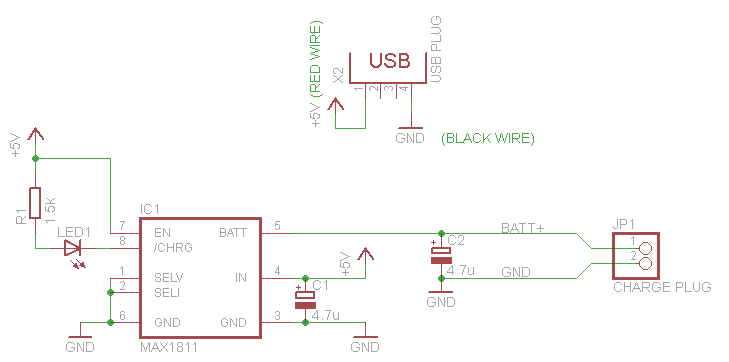 USB
USB PLUG
X2
1
2
3
4
+5V (RED WIRE)
GND
(BLACK WIRE)
+5V
R1
1.5k
LED1
IC1
7
EN
BATT
5
8
/CHRG
1
SELV
IN
4
2
SELI
6
GND
GND
3
GND
MAX1811
+5V
C1
4.7u
GND
BATT+
C2
4.7u
GND
GND
JP1
1
2
CHARGE PLUG